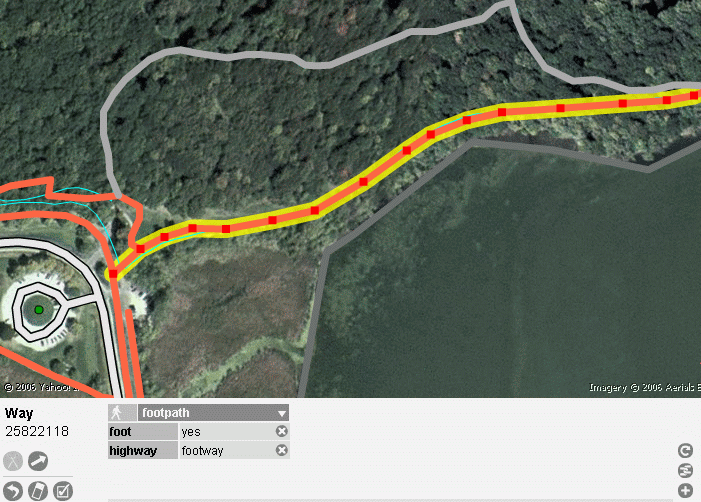 © 2006 Yahoo!
Imagery © 2006 Aerials E
Way
25822118
footpath
foot yes
highway footway